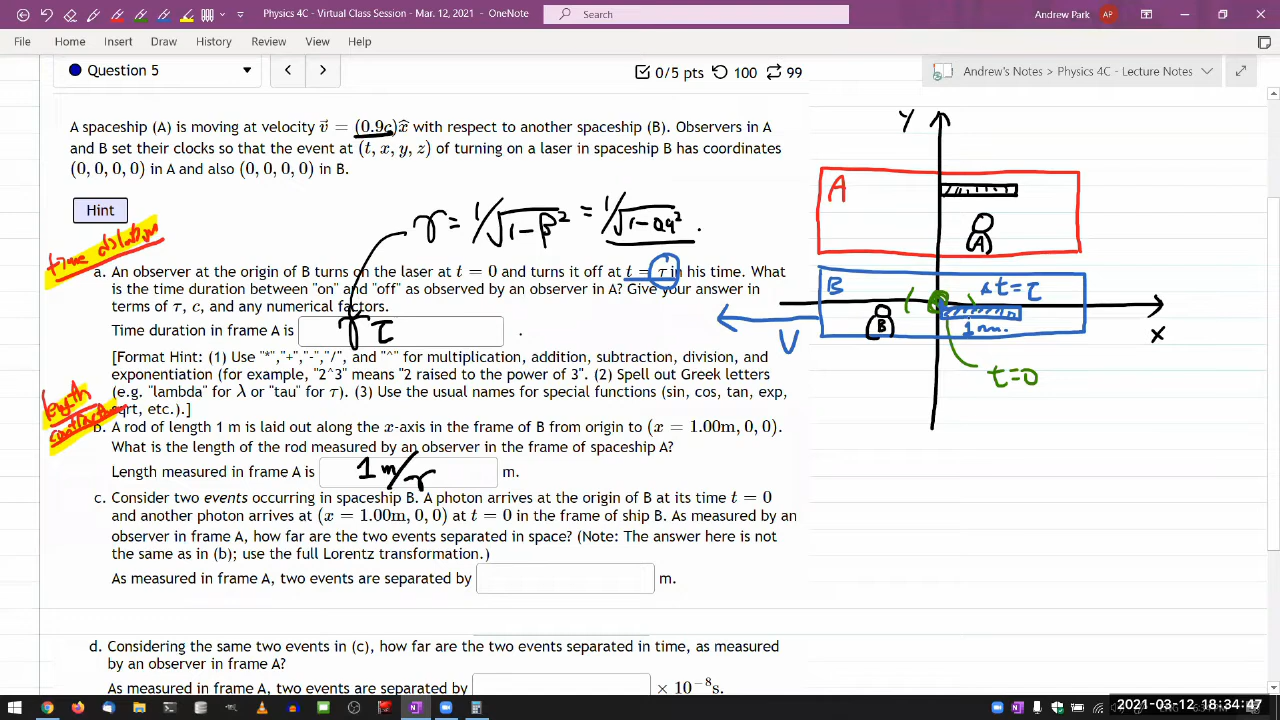 Physics 4C - Virtual Class Session - Mar. 12, 2021 - OneNote
Search
Andrew Park
AP
File Home Insert Draw History Review View Help
Question 5
0/5 pts 100 99
Andrew's Notes > Physics 4C - Lecture Notes
A spaceship (A) is moving at velocity v⃗ = (0.9c)x̂ with respect to another spaceship (B). Observers in A
and B set their clocks so that the event at (t, x, y, z) of turning on a laser in spaceship B has coordinates
(0, 0, 0, 0) in A and also (0, 0, 0, 0) in B.
Hint
γ = 1/√1-β² = 1/√1-0.9² .
time dilation
a. An observer at the origin of B turns on the laser at t = 0 and turns it off at t = τ in his time. What
is the time duration between "on" and "off" as observed by an observer in A? Give your answer in
terms of τ, c, and any numerical factors.
Time duration in frame A is γτ .
[Format Hint: (1) Use "*","+","-","/", and "^" for multiplication, addition, subtraction, division, and
exponentiation (for example, "2^3" means "2 raised to the power of 3". (2) Spell out Greek letters
(e.g. "lambda" for λ or "tau" for τ). (3) Use the usual names for special functions (sin, cos, tan, exp,
sqrt, etc.).]
length
contraction
b. A rod of length 1 m is laid out along the x-axis in the frame of B from origin to (x = 1.00m, 0, 0).
What is the length of the rod measured by an observer in the frame of spaceship A?
Length measured in frame A is 1m/γ m.
c. Consider two events occurring in spaceship B. A photon arrives at the origin of B at its time t = 0
and another photon arrives at (x = 1.00m, 0, 0) at t = 0 in the frame of ship B. As measured by an
observer in frame A, how far are the two events separated in space? (Note: The answer here is not
the same as in (b); use the full Lorentz transformation.)
As measured in frame A, two events are separated by m.
d. Considering the same two events in (c), how far are the two events separated in time, as measured
by an observer in frame A?
As measured in frame A, two events are separated by × 10⁻⁸s.
Y
A
A
B
Δt = τ
B
1m.
V
X
t=0
2021-03-12 18:34:47